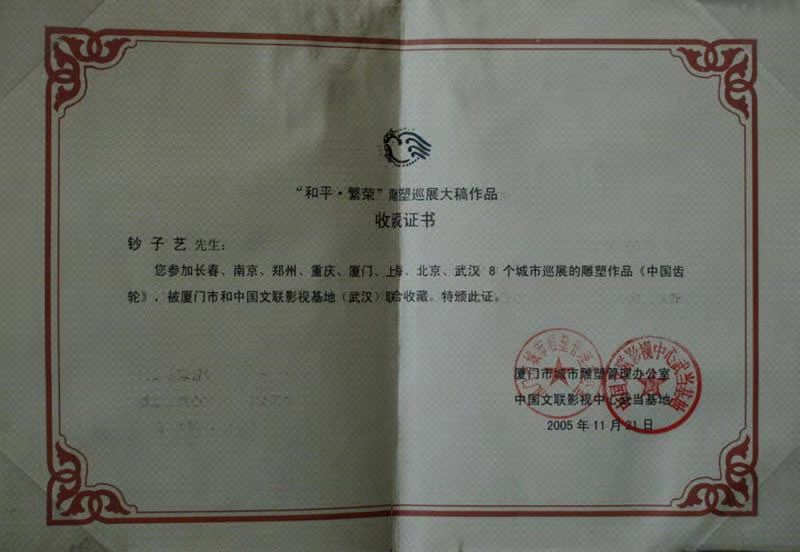 “和平·繁荣”雕塑巡展大稿作品
收藏证书
钞子艺 先生：
您参加长春、南京、郑州、重庆、厦门、上海、北京、武汉 8 个城市巡展的雕塑作品《中国齿
轮》，被厦门市和中国文联影视基地（武汉）联合收藏。特颁此证。
厦门市城市雕塑管理办公室
中国文联影视中心武当基地
2005 年 11 月 21 日